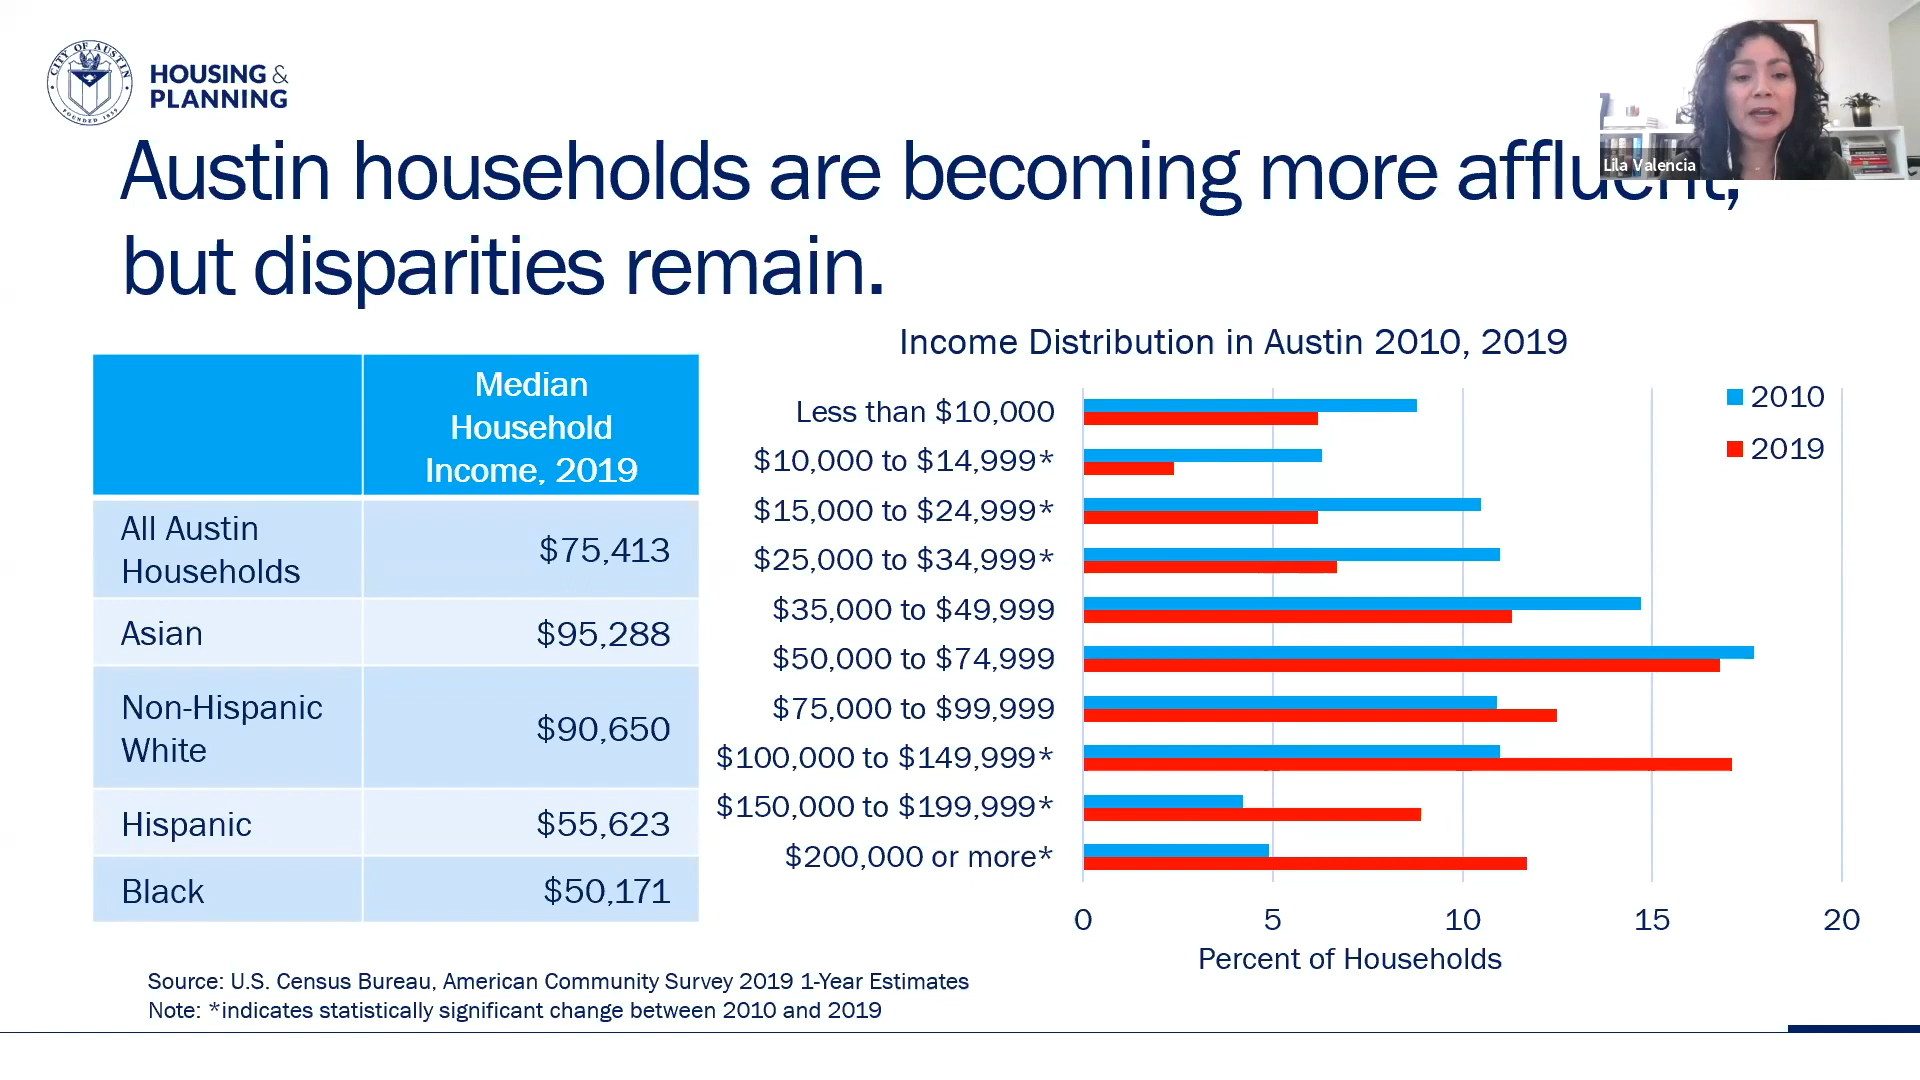 CITY OF AUSTIN
FOUNDED 1839
HOUSING &
PLANNING
Lila Valencia
Austin households are becoming more affluent,
but disparities remain.
Median
Household
Income, 2019
All Austin
Households
$75,413
Asian
$95,288
Non-Hispanic
White
$90,650
Hispanic
$55,623
Black
$50,171
Income Distribution in Austin 2010, 2019
2010
2019
Less than $10,000
$10,000 to $14,999*
$15,000 to $24,999*
$25,000 to $34,999*
$35,000 to $49,999
$50,000 to $74,999
$75,000 to $99,999
$100,000 to $149,999*
$150,000 to $199,999*
$200,000 or more*
0 5 10 15 20
Percent of Households
Source: U.S. Census Bureau, American Community Survey 2019 1-Year Estimates
Note: *indicates statistically significant change between 2010 and 2019